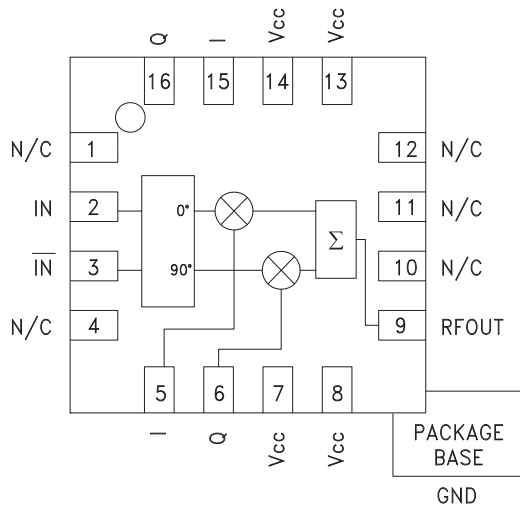 Q I Vcc Vcc
16 15 14 13
N/C 1 12 N/C
IN 2 0° 11 N/C
Σ
I̅N̅ 3 90° 10 N/C
N/C 4 9 RFOUT
5 6 7 8
I Q Vcc Vcc
PACKAGE
BASE
GND